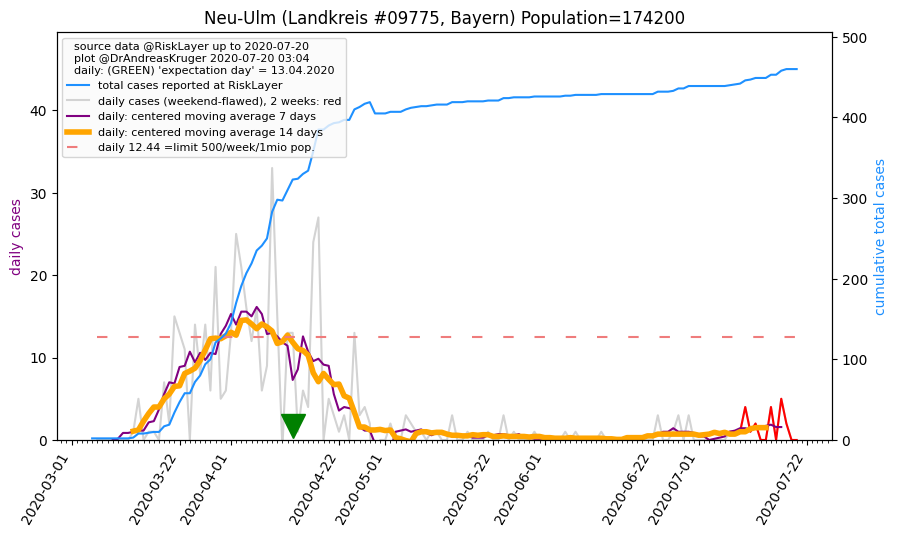 Neu-Ulm (Landkreis #09775, Bayern) Population=174200
source data @RiskLayer up to 2020-07-20
plot @DrAndreasKruger 2020-07-20 03:04
daily: (GREEN) 'expectation day' = 13.04.2020
total cases reported at RiskLayer
daily cases (weekend-flawed), 2 weeks: red
daily: centered moving average 7 days
daily: centered moving average 14 days
daily 12.44 =limit 500/week/1mio pop.
daily cases
0
10
20
30
40
cumulative total cases
0
100
200
300
400
500
2020-03-01
2020-03-22
2020-04-01
2020-04-22
2020-05-01
2020-05-22
2020-06-01
2020-06-22
2020-07-01
2020-07-22